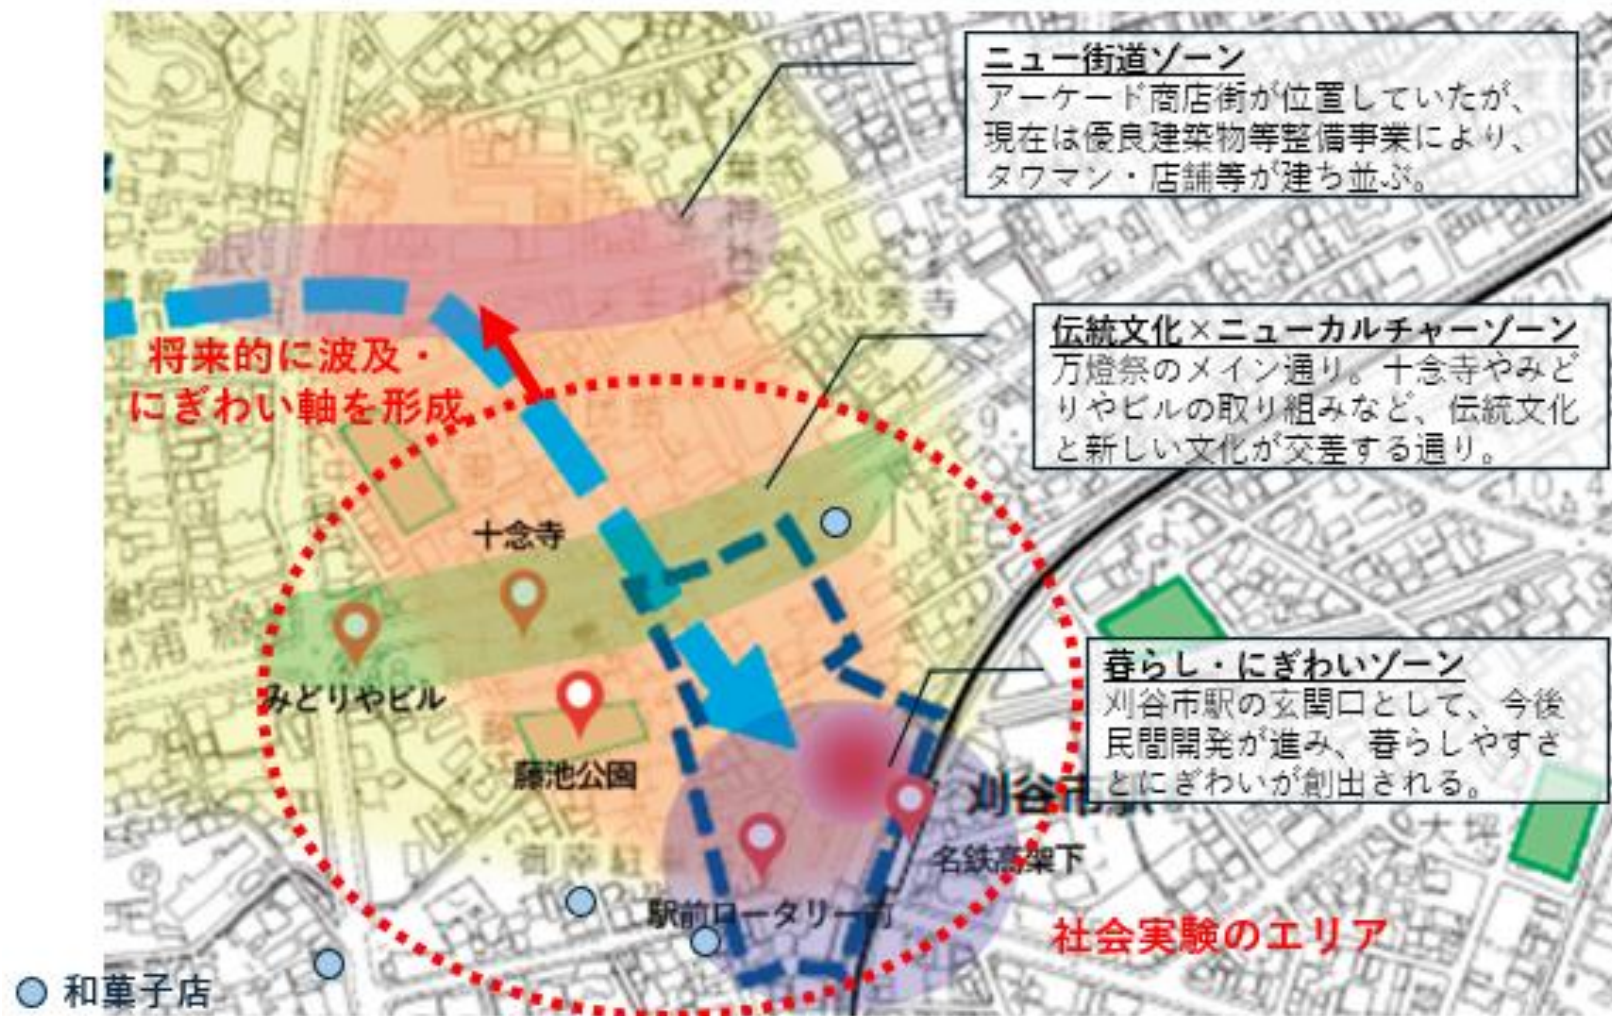 ニュー街道ゾーン
アーケード商店街が位置していたが、
現在は優良建築物等整備事業により、
タワマン・店舗等が建ち並ぶ。
伝統文化×ニューカルチャーゾーン
万燈祭のメイン通り。十念寺やみど
りやビルの取り組みなど、伝統文化
と新しい文化が交差する通り。
将来的に波及・
にぎわい軸を形成
十念寺
みどりやビル
藤池公園
暮らし・にぎわいゾーン
刈谷市駅の玄関口として、今後
民間開発が進み、暮らしやすさ
とにぎわいが創出される。
刈谷市駅
名鉄高架下
駅前ロータリー前
社会実験のエリア
和菓子店